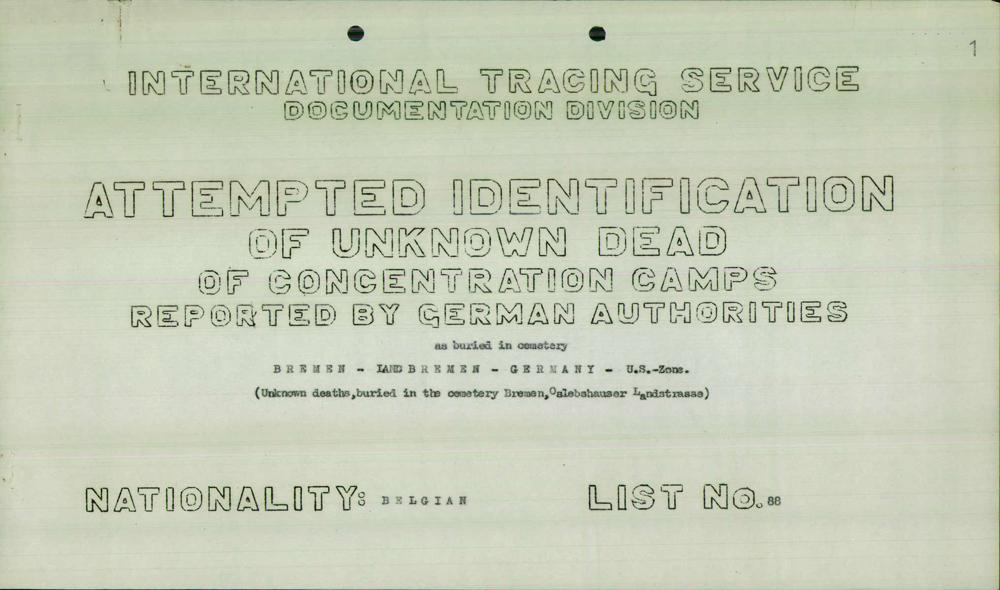 1
INTERNATIONAL TRACING SERVICE
DOCUMENTATION DIVISION
ATTEMPTED IDENTIFICATION
OF UNKNOWN DEAD
OF CONCENTRATION CAMPS
REPORTED BY GERMAN AUTHORITIES
as buried in cemetery
BREMEN - LAND BREMEN - GERMANY - U.S.-Zone.
(Unknown deaths,buried in the cemetery Bremen,Oslebshauser Landstrasse)
NATIONALITY: BELGIAN LIST No. 88